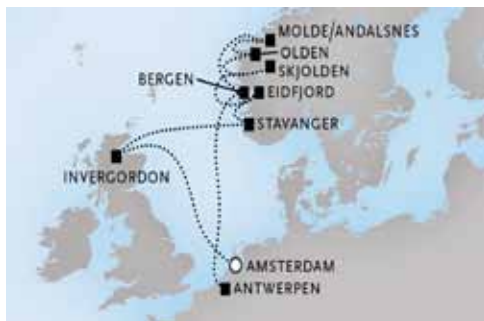 MOLDE/ANDALSNES
OLDEN
SKJOLDEN
BERGEN
EIDFJORD
STAVANGER
INVERGORDON
AMSTERDAM
ANTWERPEN